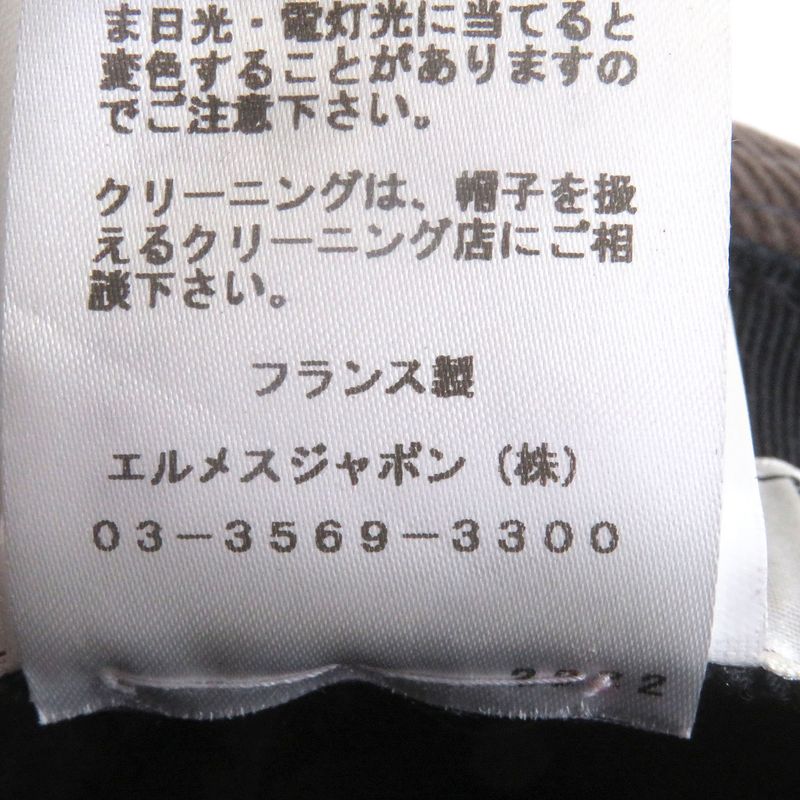 ま日光・電灯光に当てると
変色することがありますの
でご注意下さい。
クリーニングは、帽子を扱
えるクリーニング店にご相
談下さい。
フランス製
エルメスジャポン（株）
03-3569-3300